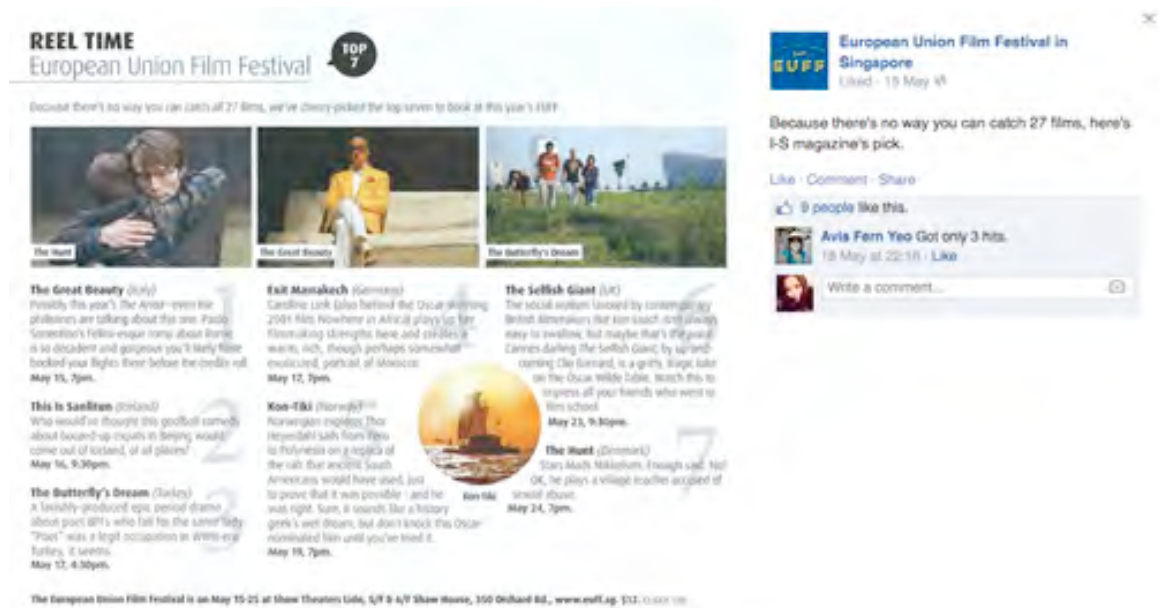 REEL TIME
European Union Film Festival
TOP
7
Because there's no way you can catch all 27 films, we've cherry-picked the top seven to book at this year's EUFF
The Hunt
The Great Beauty
The Butterfly's Dream
The Great Beauty (Italy)
Possibly this year's The Artist—even the
philistines are talking about this one. Paolo
Sorrentino's Fellini-esque romp about Rome
is so decadent and gorgeous you'll likely have
booked your flights there before the credits roll.
May 15, 7pm.
1
This Is Sanlitun (Iceland)
Who would've thought this goofball comedy
about boozed-up expats in Beijing would
come out of Iceland, of all places?
May 16, 9:30pm.
2
The Butterfly's Dream (Turkey)
A lavishly-produced epic period drama
about poet BFFs who fall for the same lady.
"Poet" was a legit occupation in WWII-era
Turkey, it seems.
May 17, 4:30pm.
3
Exit Marrakech (Germany)
Caroline Link (also behind the Oscar-winning
2001 film Nowhere in Africa) plays up her
filmmaking strengths here and creates a
warm, rich, though perhaps somewhat
exoticized, portrait of Morocco.
May 17, 7pm.
4
Kon-Tiki (Norway)
Norwegian explorer Thor
Heyerdahl sails from Peru
to Polynesia on a replica of
the raft that ancient South
Americans would have used, just
to prove that it was possible - and he
was right. Sure, it sounds like a history
geek's wet dream, but don't knock this Oscar-
nominated film until you've tried it.
May 19, 7pm.
5
Kon-Tiki
The Selfish Giant (UK)
The social realism favored by contemporary
British filmmakers like Ken Loach isn't always
easy to swallow, but maybe that's the point.
Cannes darling The Selfish Giant, by up-and-
coming Clio Barnard, is a gritty, tragic take
on the Oscar Wilde fable. Watch this to
impress all your friends who went to
film school.
May 23, 9:30pm.
6
The Hunt (Denmark)
Stars Mads Mikkelsen. Enough said. No?
OK, he plays a village teacher accused of
sexual abuse.
May 24, 7pm.
7
The European Union Film Festival is on May 15-25 at Shaw Theaters Lido, 5/F & 6/F Shaw House, 350 Orchard Rd., www.euff.sg. $12.
EUFF
European Union Film Festival in
Singapore
Liked · 15 May
Because there's no way you can catch 27 films, here's
I-S magazine's pick.
Like · Comment · Share
9 people like this.
Avia Fern Yeo Got only 3 hits.
18 May at 22:18 · Like
Write a comment...